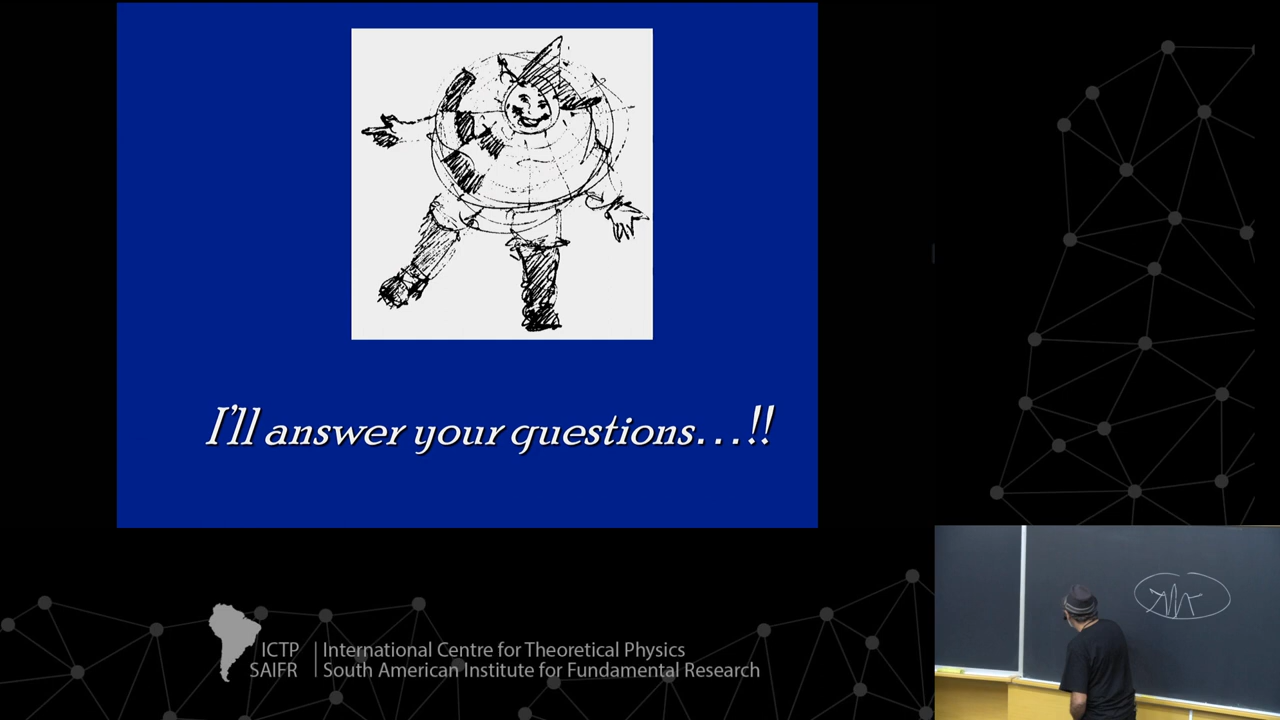 I'll answer your questions...!!
ICTP
SAIFR
International Centre for Theoretical Physics
South American Institute for Fundamental Research